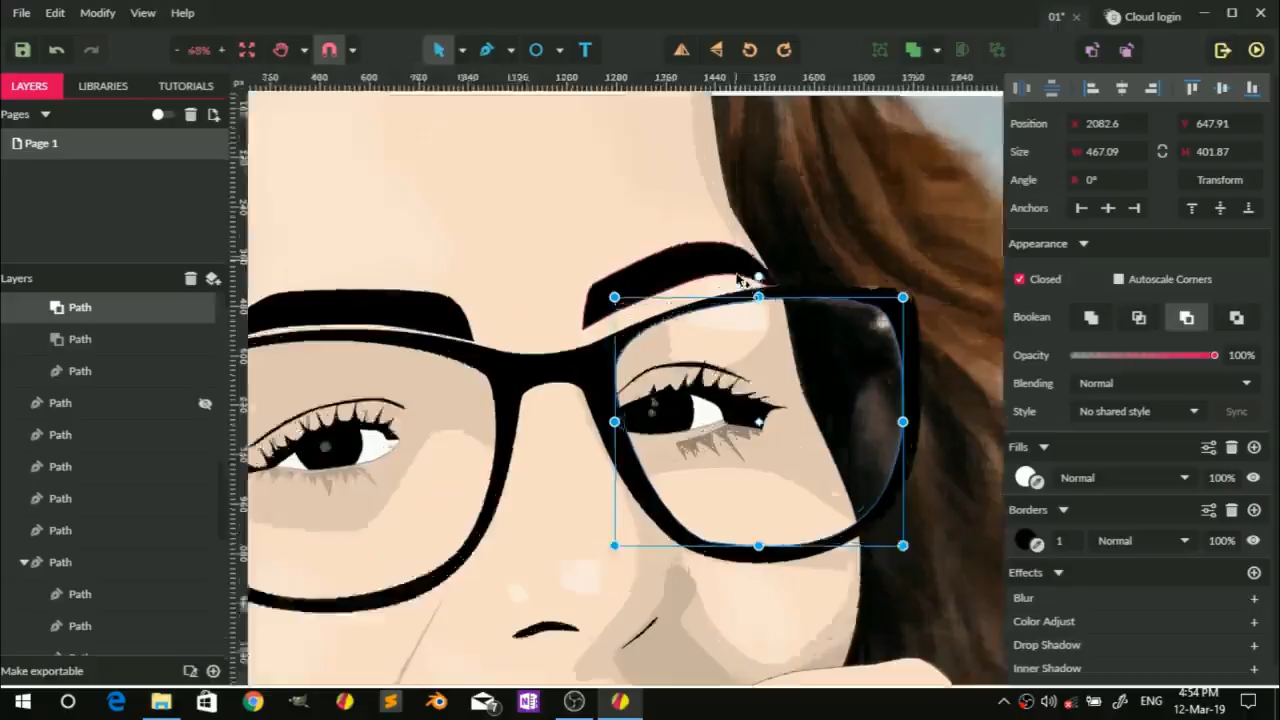 File Edit Modify View Help
01* × Cloud login
- 68% +
T
LAYERS LIBRARIES TUTORIALS
px
Pages
Page 1
Layers
Path
Path
Path
Path
Path
Path
Path
Path
Path
Path
Path
Make exportable
Position X 2082.6 Y 647.91
Size W 467.09 H 401.87
Angle R 0° Transform
Anchors
Appearance
Closed Autoscale Corners
Boolean
Opacity 100%
Blending Normal
Style No shared style Sync
Fills
Normal 100%
Borders
1 Normal 100%
Effects
Blur +
Color Adjust +
Drop Shadow +
Inner Shadow +
7
ENG
4:54 PM
12-Mar-19